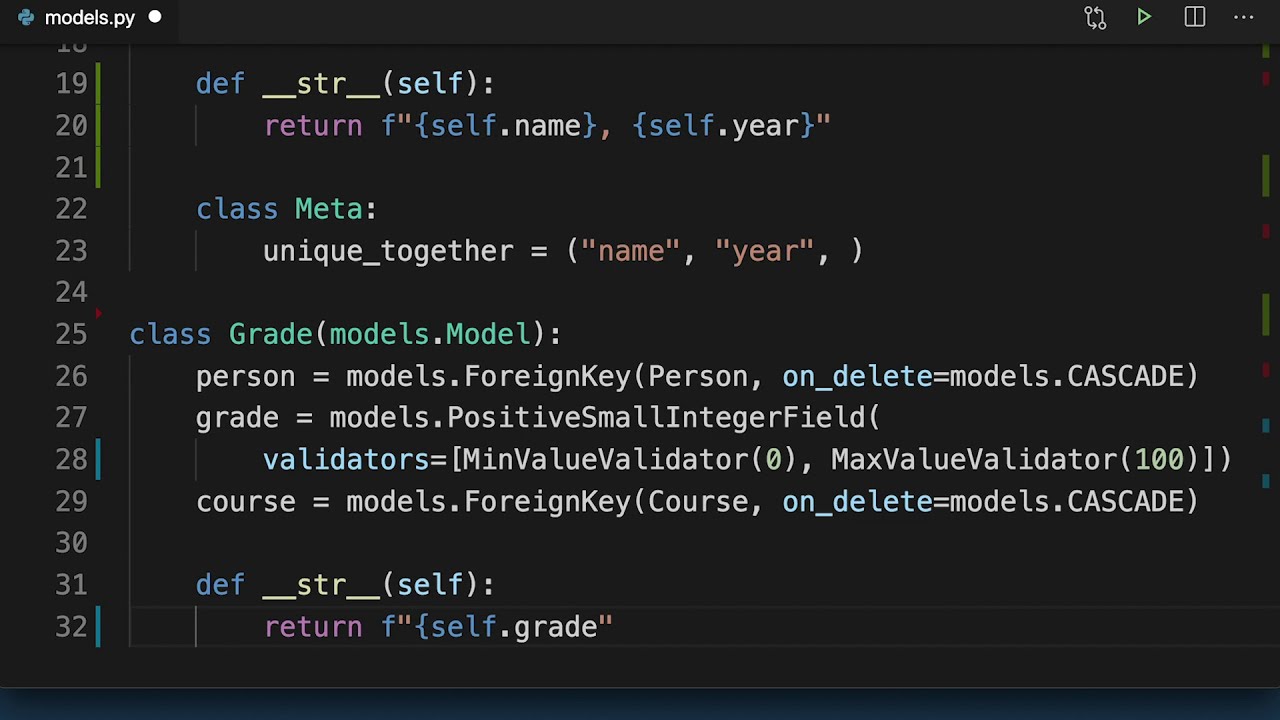 models.py
18
19 def __str__(self):
20 return f"{self.name}, {self.year}"
21
22 class Meta:
23 unique_together = ("name", "year", )
24
25 class Grade(models.Model):
26 person = models.ForeignKey(Person, on_delete=models.CASCADE)
27 grade = models.PositiveSmallIntegerField(
28 validators=[MinValueValidator(0), MaxValueValidator(100)])
29 course = models.ForeignKey(Course, on_delete=models.CASCADE)
30
31 def __str__(self):
32 return f"{self.grade"